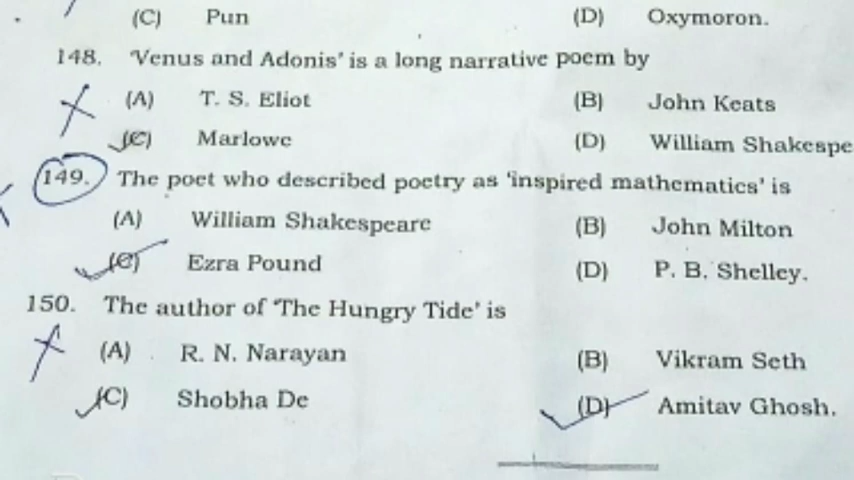 (C) Pun (D) Oxymoron.
148. 'Venus and Adonis' is a long narrative poem by
(A) T. S. Eliot (B) John Keats
(C) Marlowe (D) William Shakespe
149. The poet who described poetry as 'inspired mathematics' is
(A) William Shakespeare (B) John Milton
(C) Ezra Pound (D) P. B. Shelley.
150. The author of 'The Hungry Tide' is
(A) R. N. Narayan (B) Vikram Seth
(C) Shobha De (D) Amitav Ghosh.